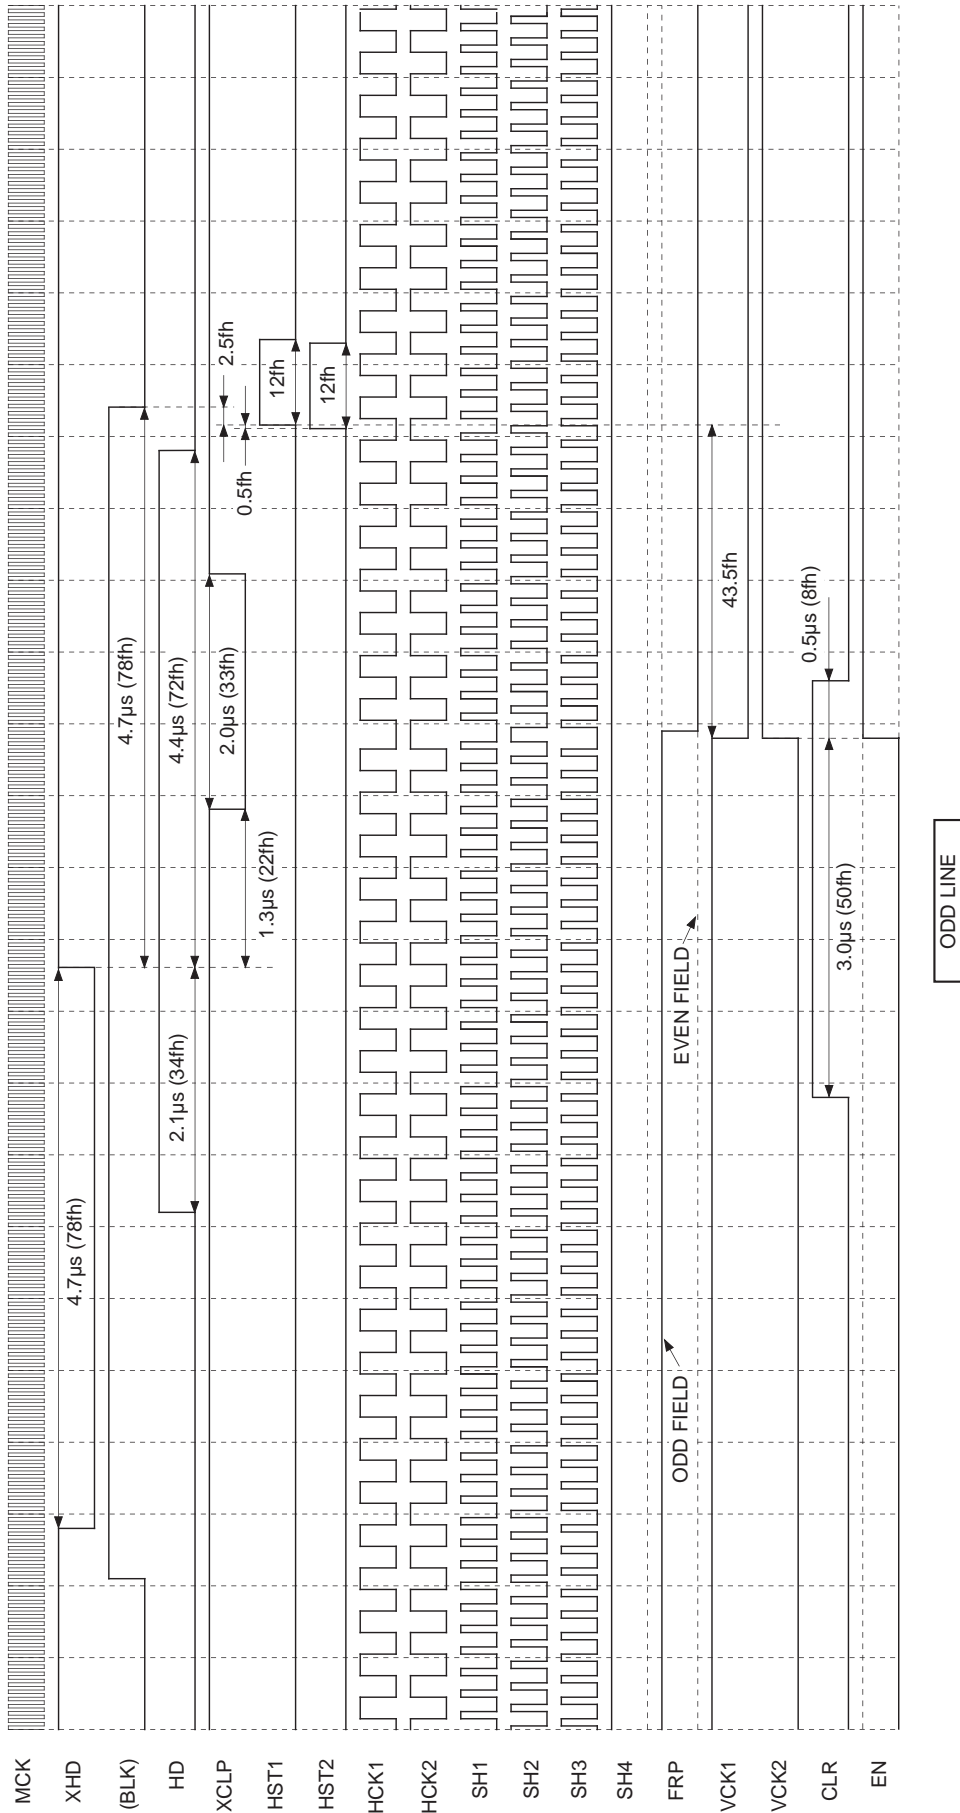 MCK
XHD
(BLK)
HD
XCLP
HST1
HST2
HCK1
HCK2
SH1
SH2
SH3
SH4
FRP
VCK1
VCK2
CLR
EN
4.7µs (78fh)
4.7µs (78fh)
2.1µs (34fh)
4.4µs (72fh)
1.3µs (22fh)
2.0µs (33fh)
2.5fh
0.5fh
12fh
12fh
ODD FIELD
EVEN FIELD
43.5fh
3.0µs (50fh)
0.5µs (8fh)
ODD LINE